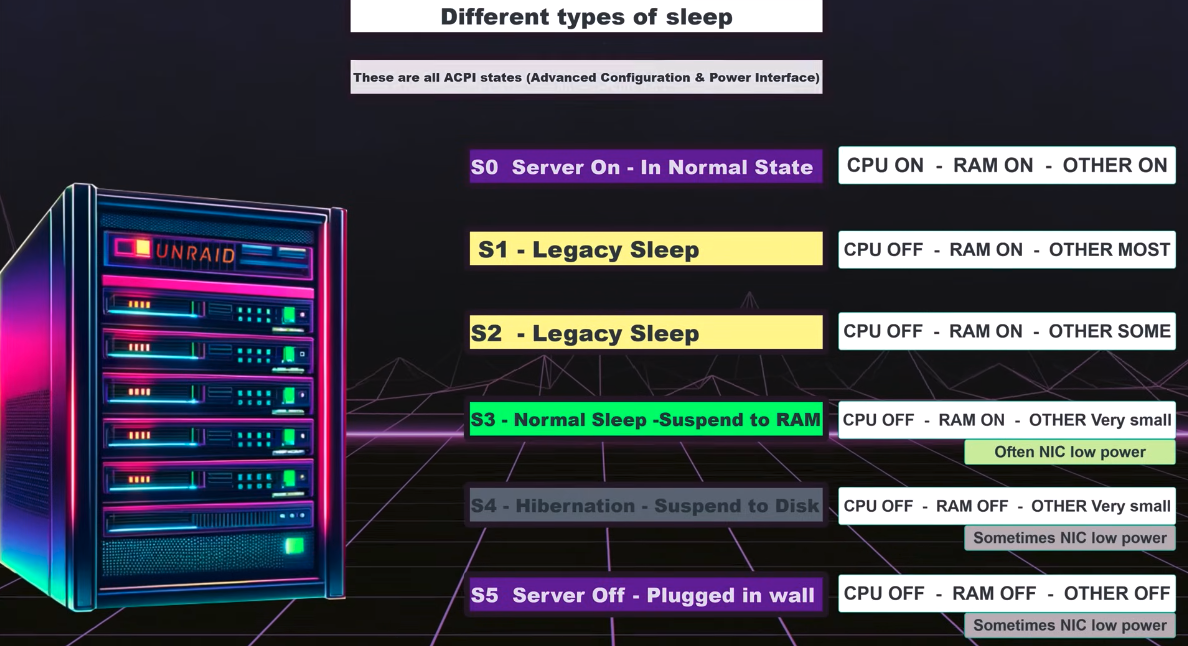 Different types of sleep
These are all ACPI states (Advanced Configuration & Power Interface)
S0 Server On - In Normal State
CPU ON - RAM ON - OTHER ON
S1 - Legacy Sleep
CPU OFF - RAM ON - OTHER MOST
UNRAID
S2 - Legacy Sleep
CPU OFF - RAM ON - OTHER SOME
S3 - Normal Sleep -Suspend to RAM
CPU OFF - RAM ON - OTHER Very small
Often NIC low power
S4 - Hibernation - Suspend to Disk
CPU OFF - RAM OFF - OTHER Very small
Sometimes NIC low power
S5 Server Off - Plugged in wall
CPU OFF - RAM OFF - OTHER OFF
Sometimes NIC low power